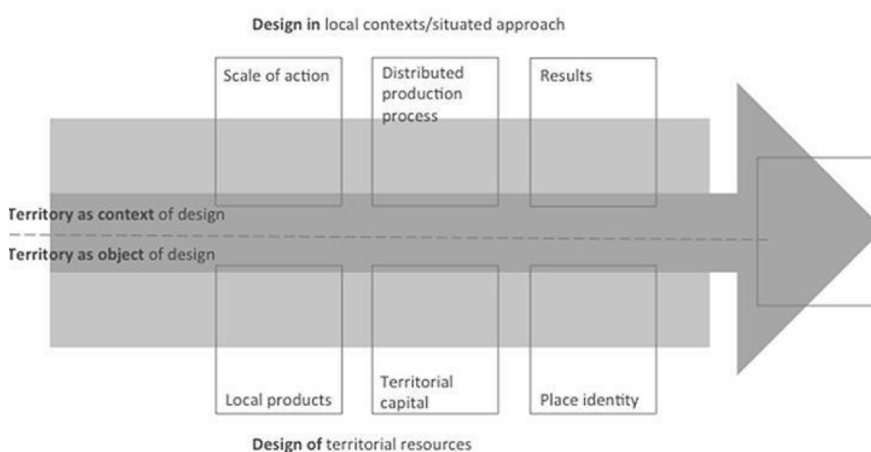 Design in local contexts/situated approach
Scale of action
Distributed
production
process
Results
Territory as context of design
Territory as object of design
Local products
Territorial
capital
Place identity
Design of territorial resources